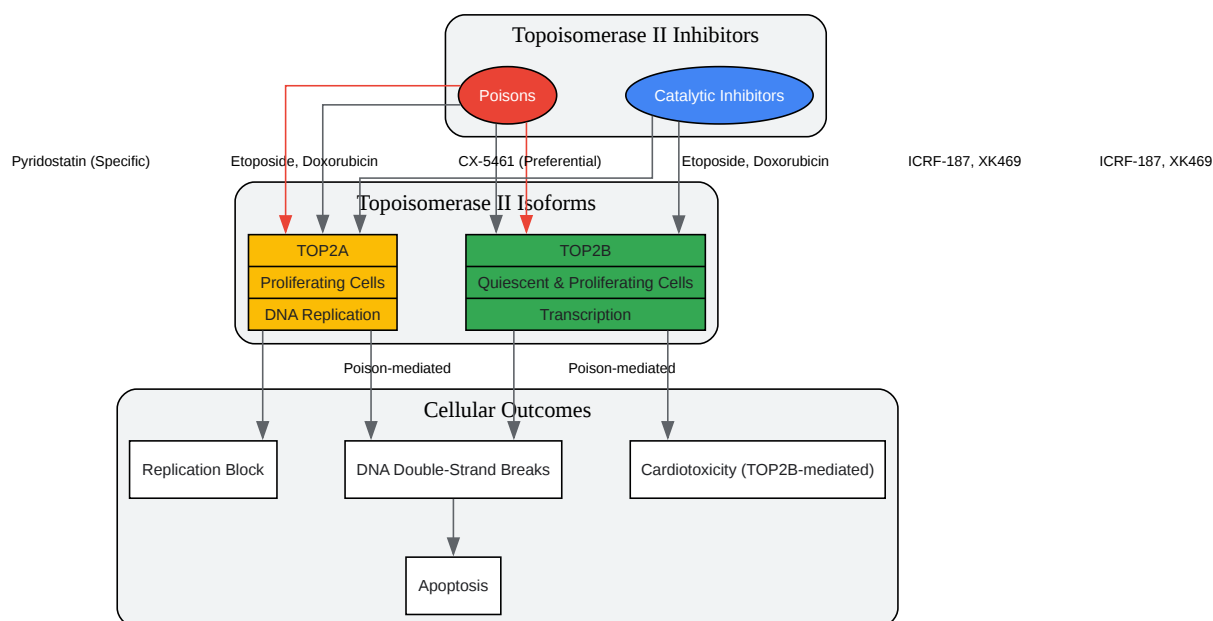 Topoisomerase II Inhibitors
Poisons
Catalytic Inhibitors
Pyridostatin (Specific)
Etoposide, Doxorubicin
CX-5461 (Preferential)
Etoposide, Doxorubicin
ICRF-187, XK469
ICRF-187, XK469
Topoisomerase II Isoforms
TOP2A
Proliferating Cells
DNA Replication
TOP2B
Quiescent & Proliferating Cells
Transcription
Poison-mediated
Poison-mediated
Cellular Outcomes
Replication Block
DNA Double-Strand Breaks
Cardiotoxicity (TOP2B-mediated)
Apoptosis